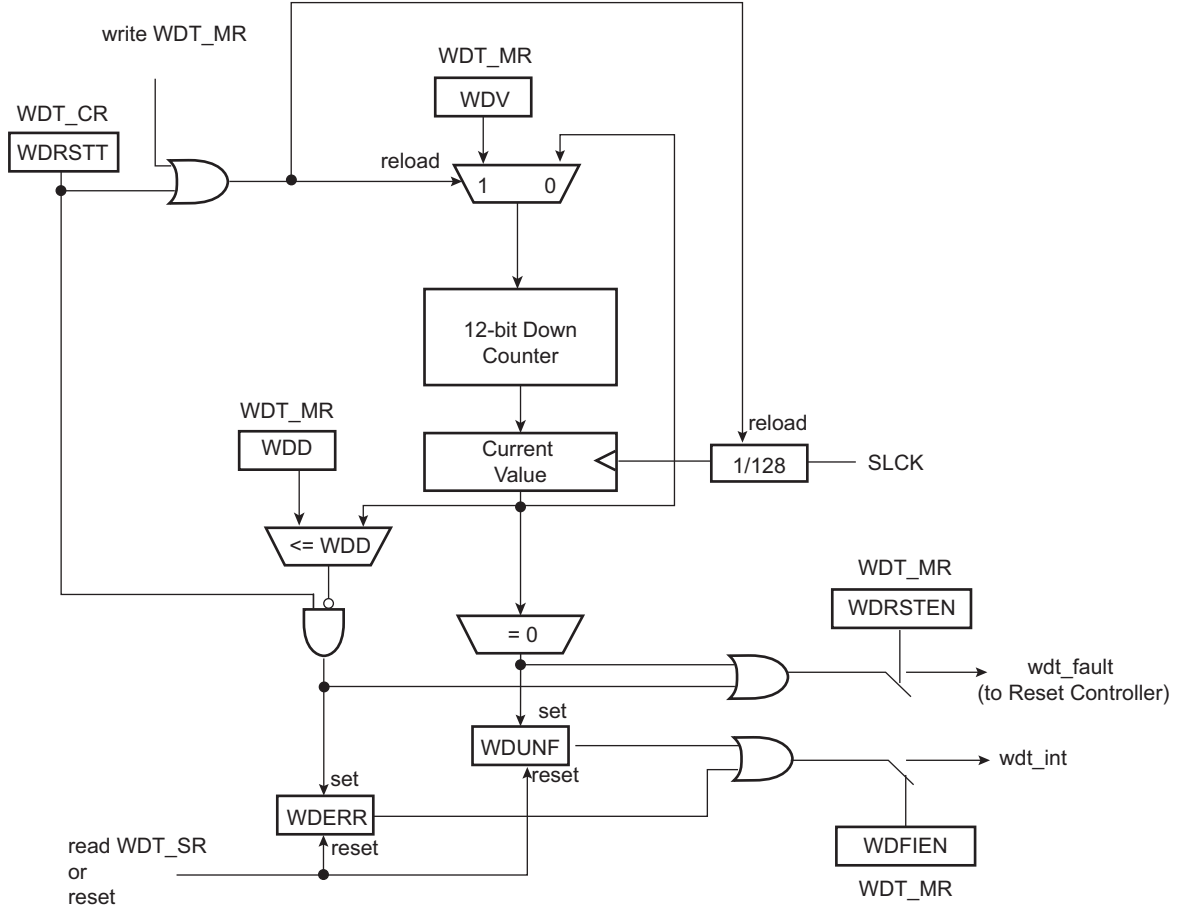 write WDT_MR
WDT_MR
WDV
WDT_CR
WDRSTT
reload
1 0
12-bit Down
Counter
WDT_MR
WDD
reload
Current
Value
1/128
SLCK
<= WDD
WDT_MR
WDRSTEN
= 0
wdt_fault
(to Reset Controller)
set
WDUNF
reset
wdt_int
set
WDERR
reset
read WDT_SR
or
reset
WDFIEN
WDT_MR